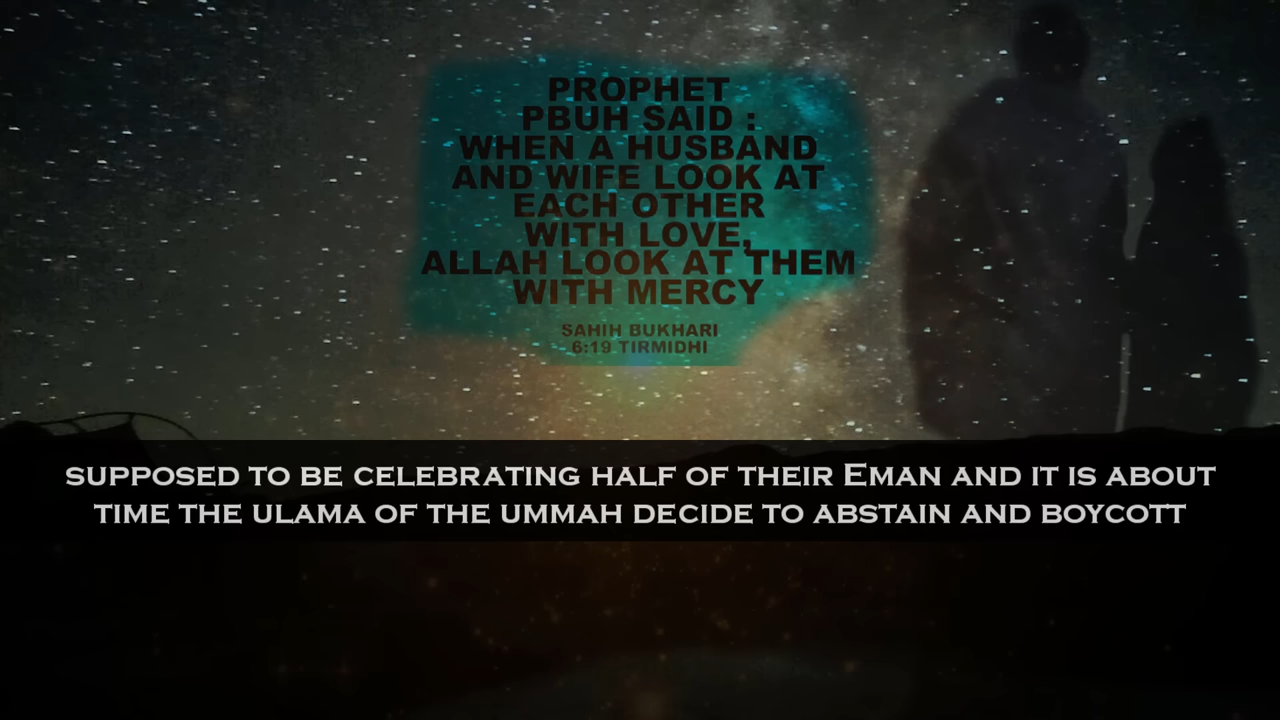 PROPHET
PBUH SAID :
WHEN A HUSBAND
AND WIFE LOOK AT
EACH OTHER
WITH LOVE,
ALLAH LOOK AT THEM
WITH MERCY
SAHIH BUKHARI
6:19 TIRMIDHI
SUPPOSED TO BE CELEBRATING HALF OF THEIR EMAN AND IT IS ABOUT
TIME THE ULAMA OF THE UMMAH DECIDE TO ABSTAIN AND BOYCOTT